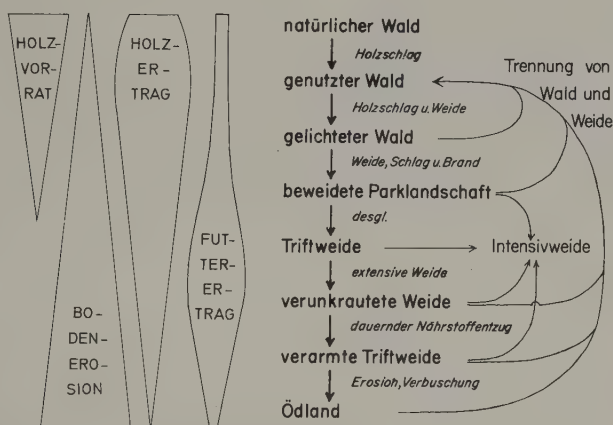 HOLZ-
VOR-
RAT
BO-
DEN-
ERO-
SION
HOLZ-
ER-
TRAG
FUT-
TER-
ER-
TRAG
natürlicher Wald
Holzschlag
genutzter Wald
Holzschlag u. Weide
gelichteter Wald
Weide, Schlag u. Brand
beweidete Parklandschaft
desgl.
Triftweide
extensive Weide
verunkrautete Weide
dauernder Nährstoffentzug
verarmte Triftweide
Erosion, Verbuschung
Ödland
Trennung von
Wald und
Weide
Intensivweide